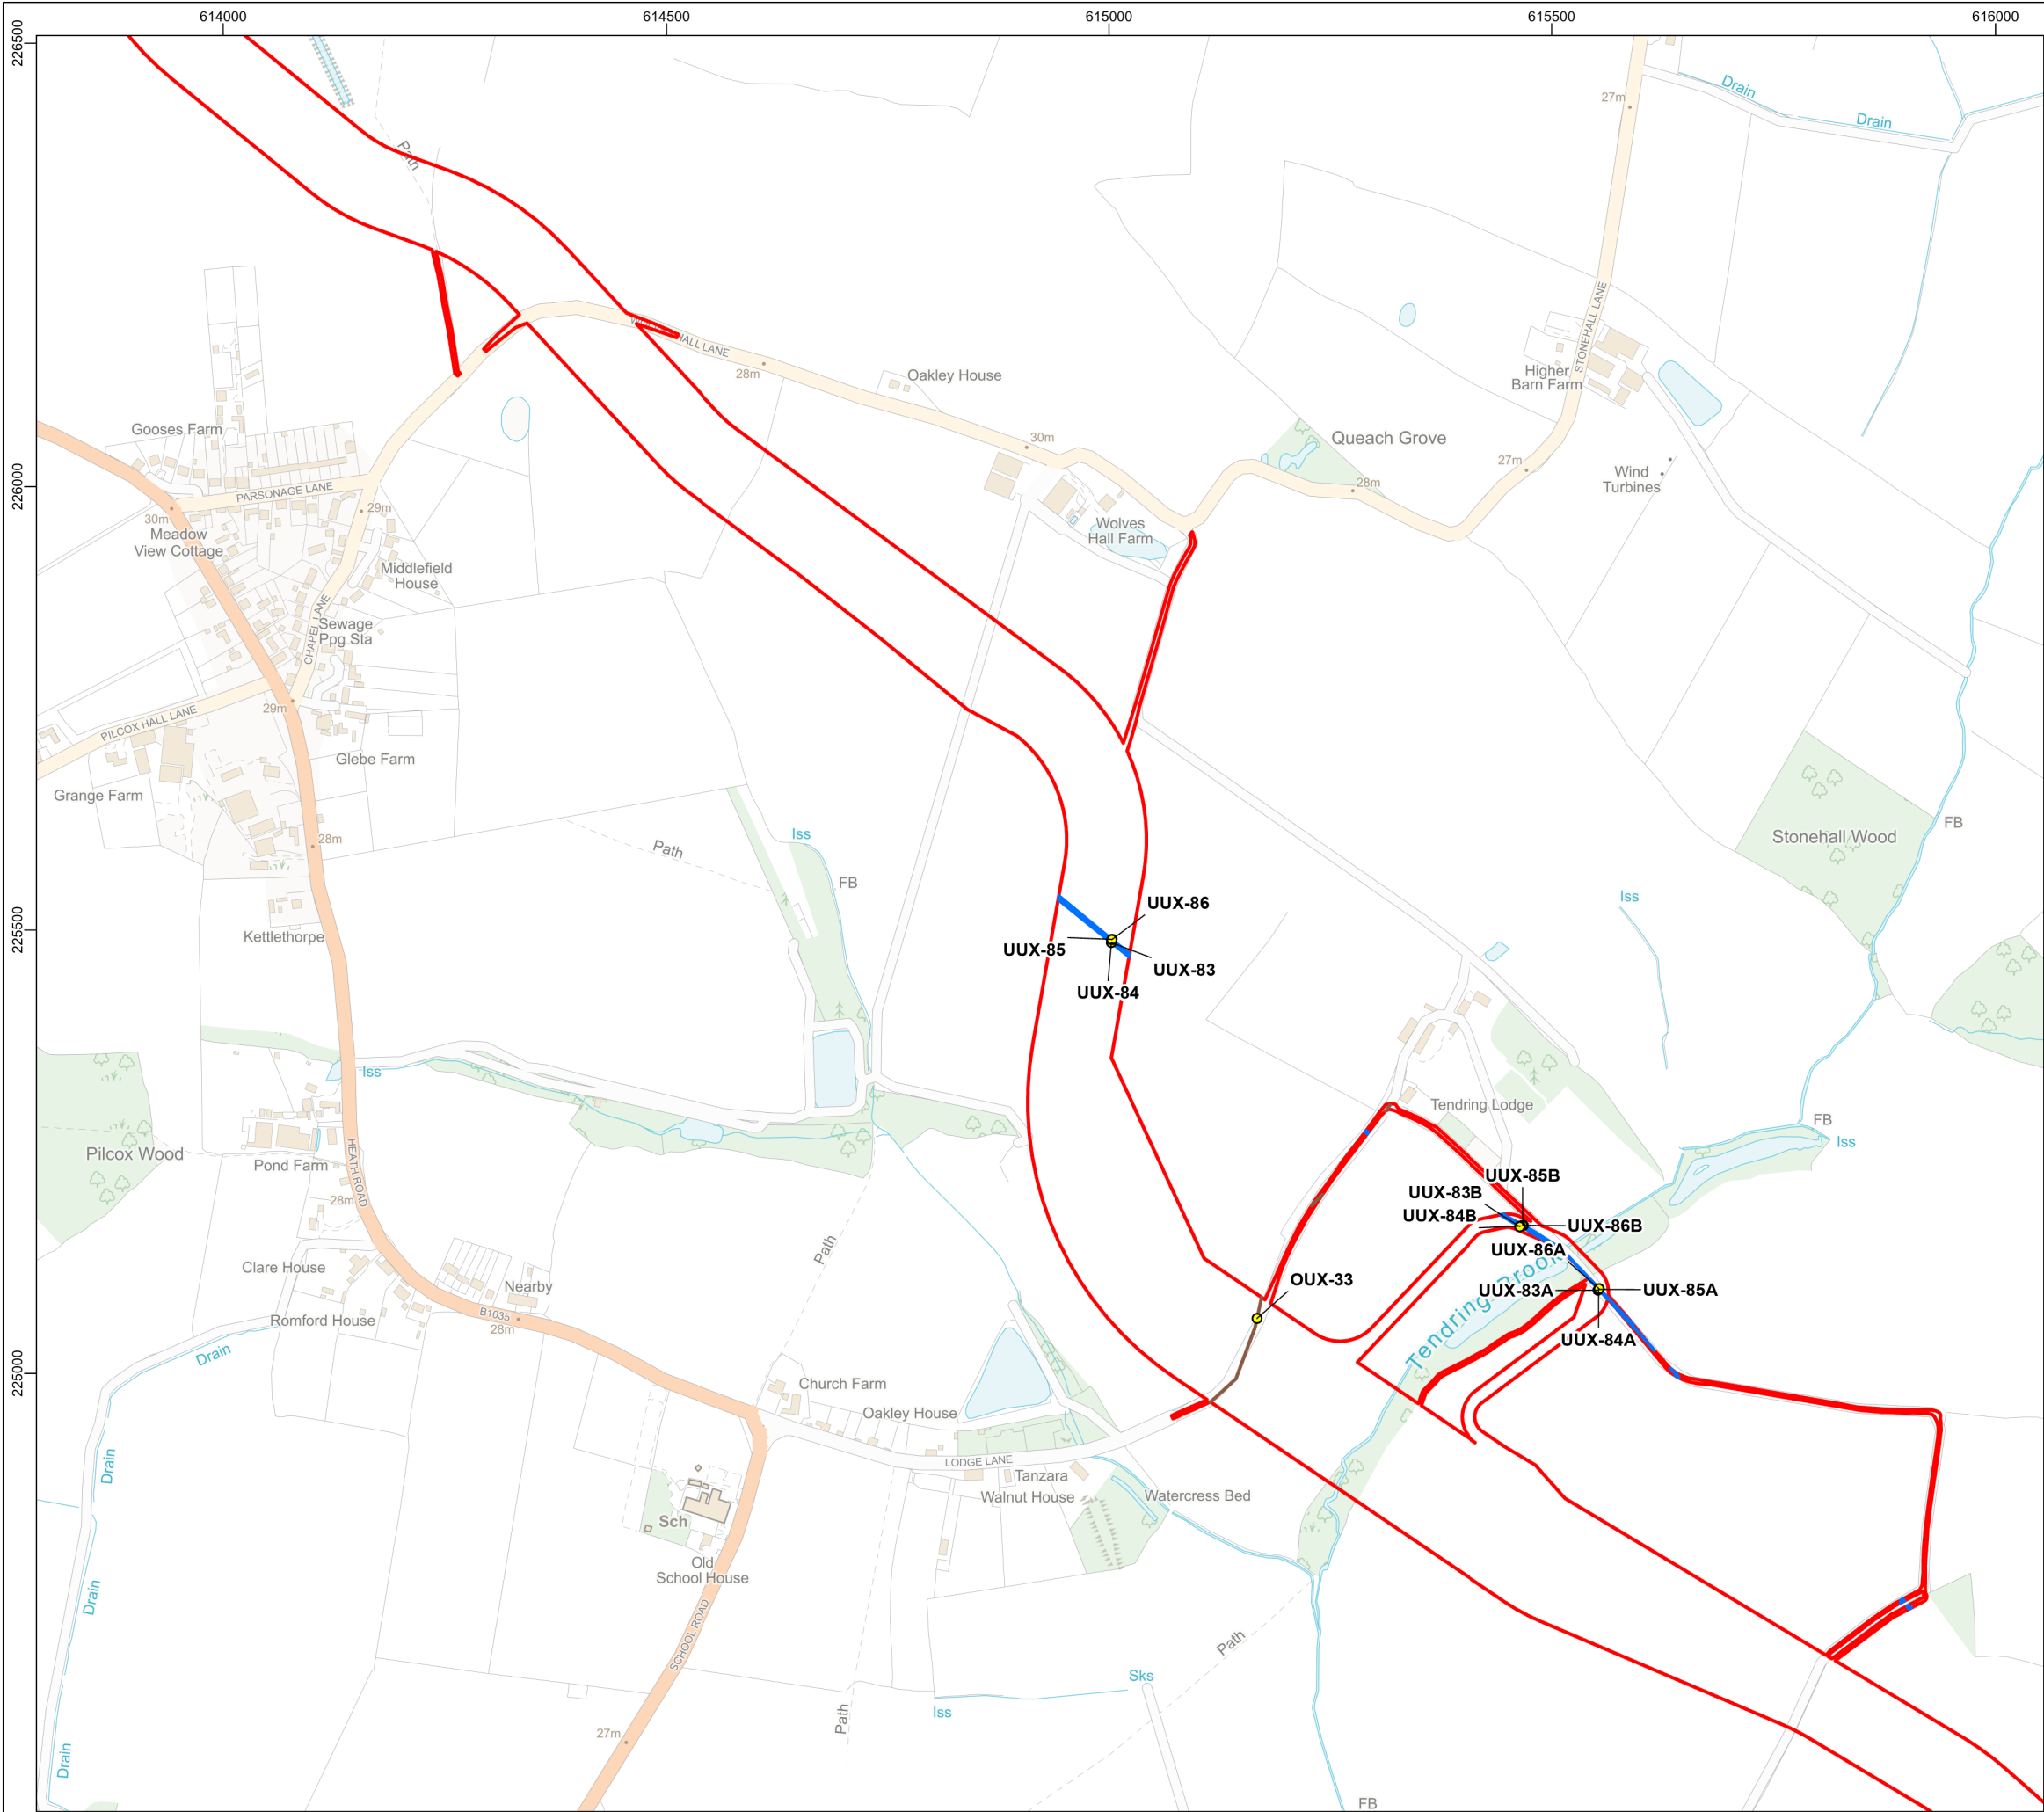 614000
614500
615000
615500
616000
226500
226000
225500
225000
27m
Drain
Drain
Path
HALL LANE
28m
Oakley House
STONEHALL LANE
Higher
Barn Farm
Gooses Farm
30m
Queach Grove
27m
28m
Wind
Turbines
PARSONAGE LANE
30m
29m
Meadow
View Cottage
Wolves
Hall Farm
Middlefield
House
CHAPEL LANE
Sewage
Ppg Sta
PILCOX HALL LANE
29m
Glebe Farm
Grange Farm
28m
Iss
Path
FB
Stonehall Wood
FB
Iss
UUX-86
UUX-85
UUX-83
UUX-84
Kettlethorpe
Iss
Tendring Lodge
FB
Iss
Pilcox Wood
Pond Farm
HEATH ROAD
28m
UUX-85B
UUX-83B
UUX-84B
UUX-86B
UUX-86A
Path
Clare House
Nearby
OUX-33
UUX-83A
UUX-85A
Tendring Brook
UUX-84A
Romford House
B1035
28m
Drain
Church Farm
Oakley House
LODGE LANE
Tanzara
Walnut House
Watercress Bed
Drain
Sch
Old
School House
Drain
SCHOOL ROAD
Path
Sks
Iss
Path
27m
Drain
FB